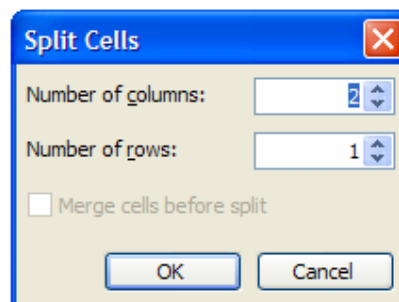 Split Cells
Number of columns: 2
Number of rows: 1
Merge cells before split
OK Cancel